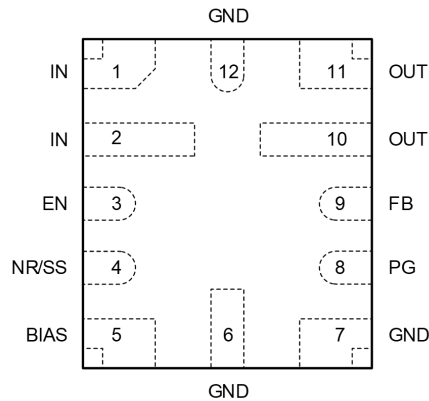 GND
IN 1 12 11 OUT
IN 2 10 OUT
EN 3 9 FB
NR/SS 4 8 PG
BIAS 5 6 7 GND
GND